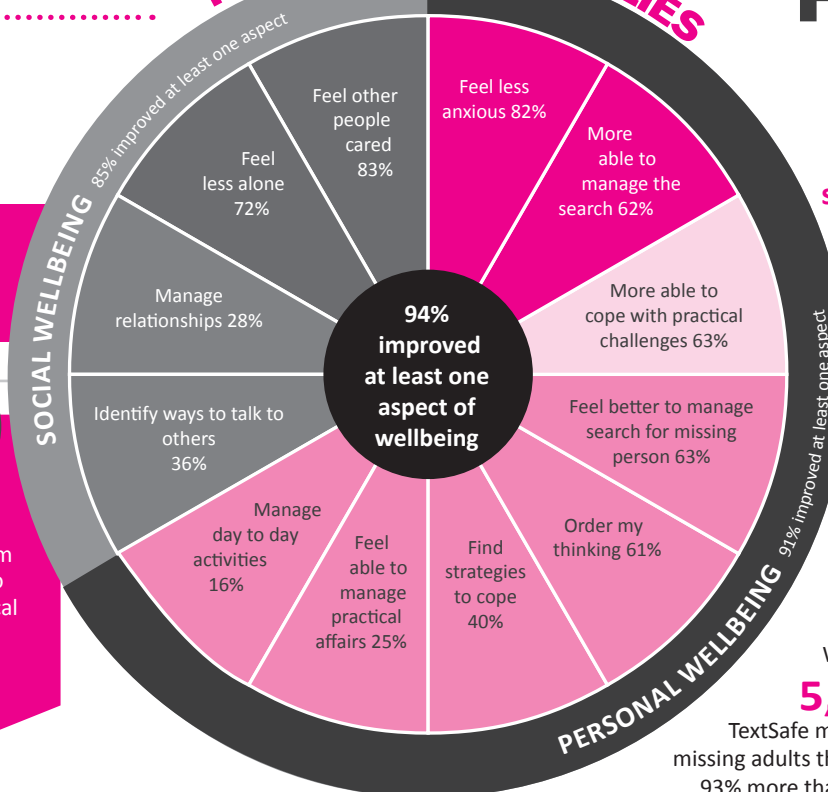 85% improved at least one aspect
SOCIAL WELLBEING
Feel other
people
cared
83%
Feel
less alone
72%
Manage
relationships 28%
Identify ways to talk to
others
36%
Feel less
anxious 82%
More
able to
manage the
search 62%
More able to
cope with practical
challenges 63%
Feel better to manage
search for missing
person 63%
Order my
thinking 61%
Find
strategies
to cope
40%
Feel
able to
manage
practical
affairs 25%
Manage
day to day
activities
16%
94%
improved
at least one
aspect of
wellbeing
PERSONAL WELLBEING
91% improved at least one aspect
5,
TextSafe m
missing adults th
93% more tha